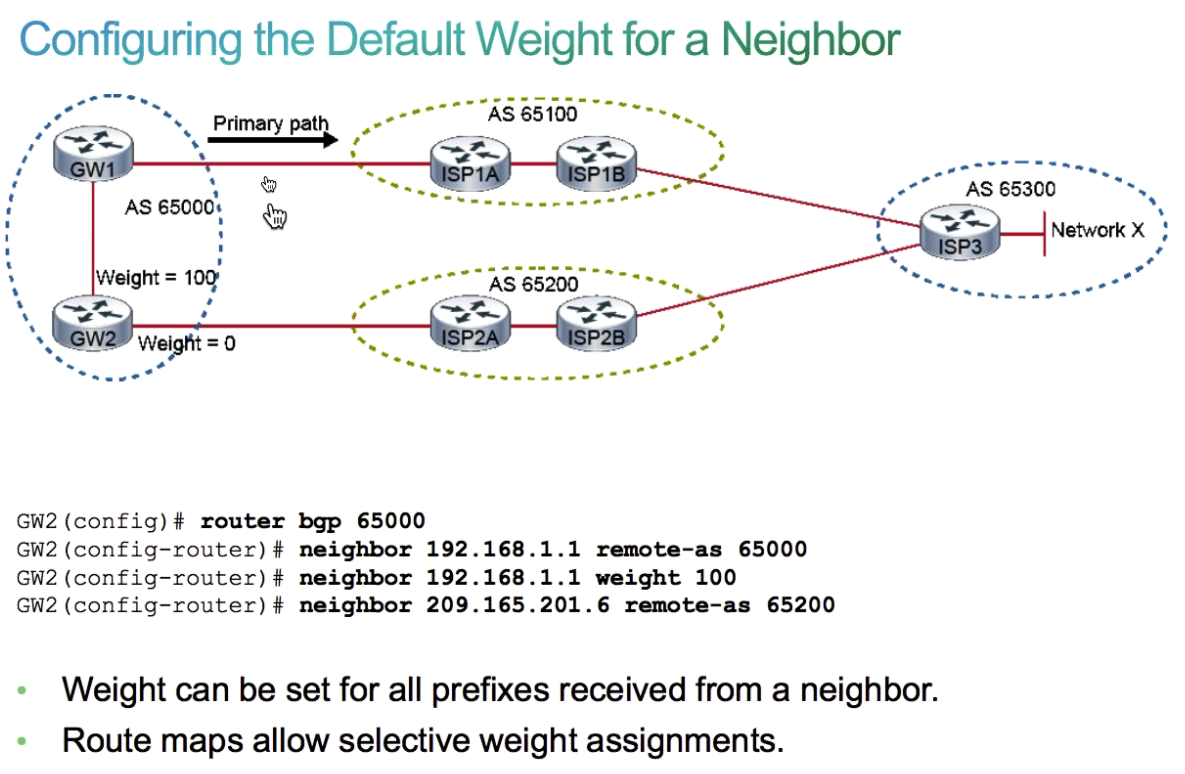 Configuring the Default Weight for a Neighbor
AS 65100
Primary path
GW1
ISP1A
ISP1B
AS 65000
AS 65300
ISP3
Network X
Weight = 100
AS 65200
GW2
Weight = 0
ISP2A
ISP2B
GW2(config)# router bgp 65000
GW2(config-router)# neighbor 192.168.1.1 remote-as 65000
GW2(config-router)# neighbor 192.168.1.1 weight 100
GW2(config-router)# neighbor 209.165.201.6 remote-as 65200
• Weight can be set for all prefixes received from a neighbor.
• Route maps allow selective weight assignments.